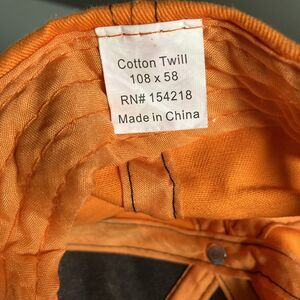 Cotton Twill
108 x 58
RN# 154218
Made in China